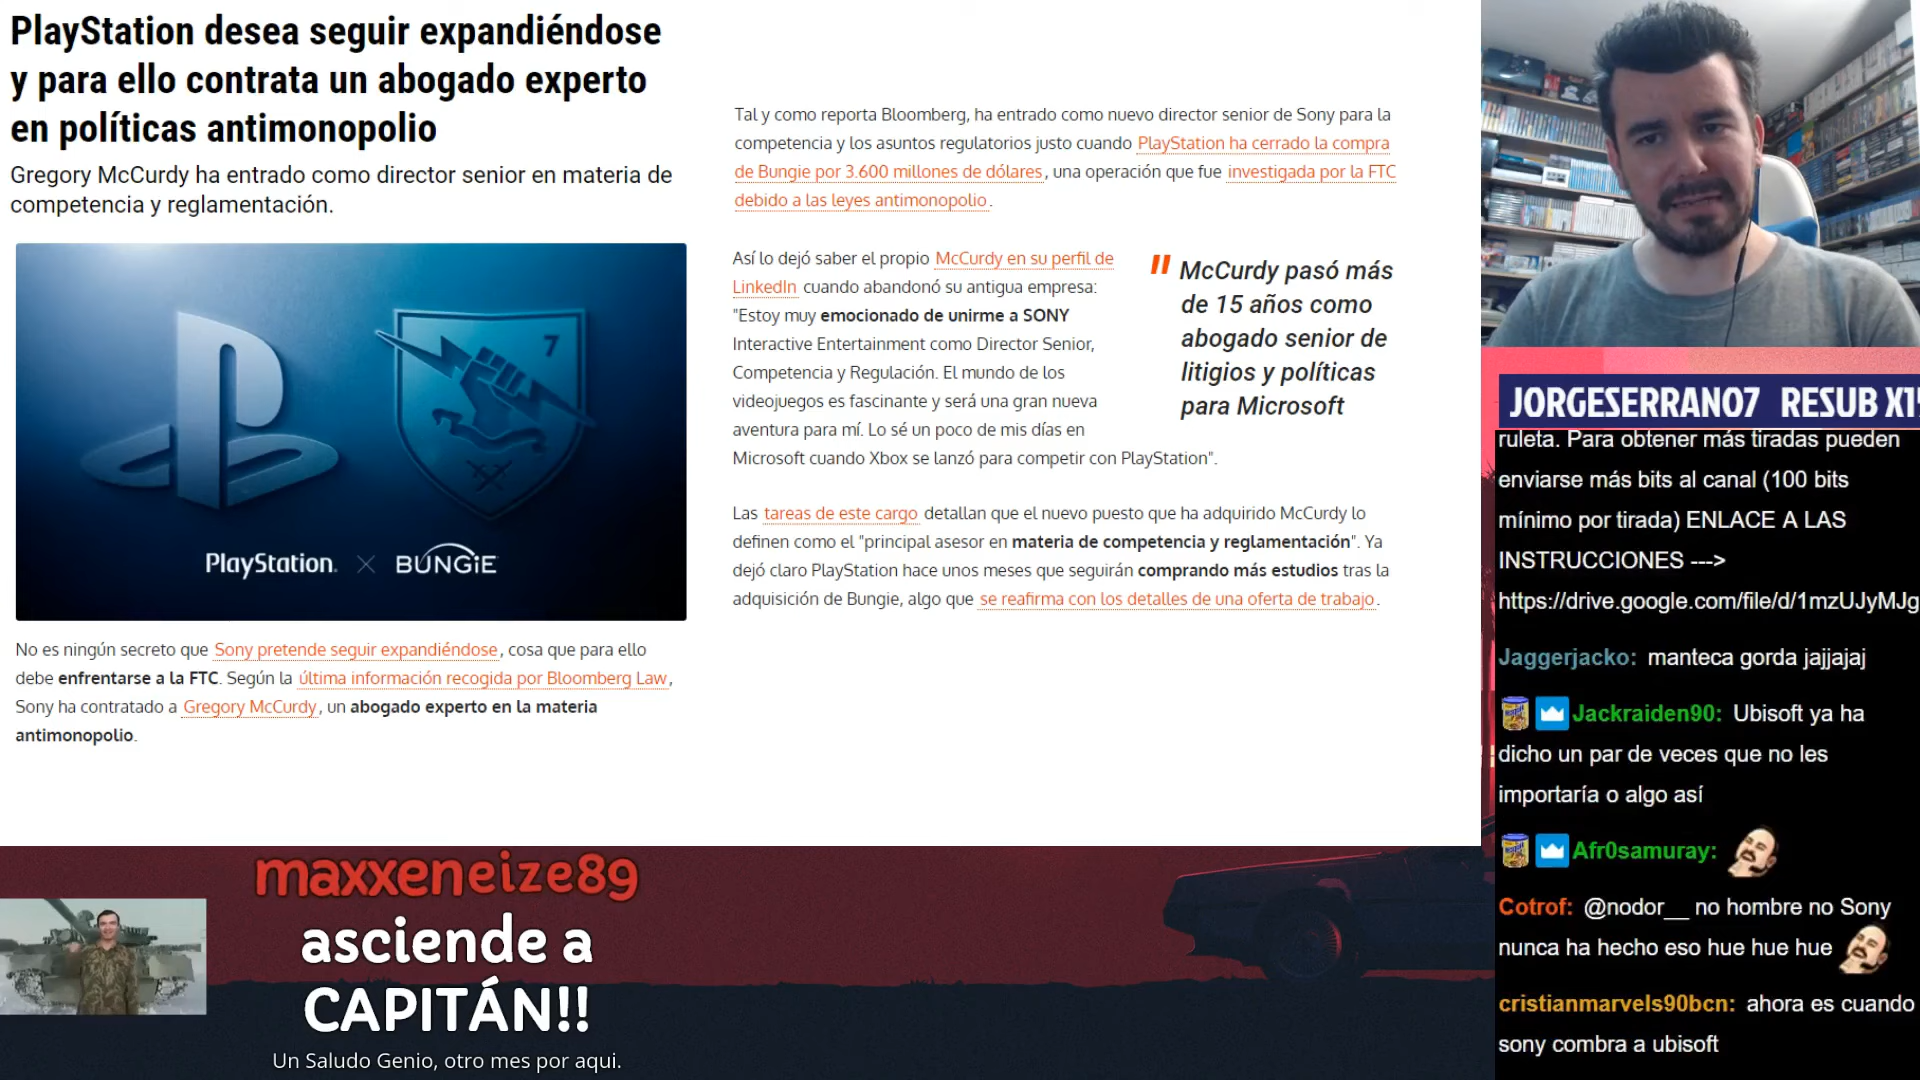 PlayStation desea seguir expandiéndose
y para ello contrata un abogado experto
en políticas antimonopolio
Gregory McCurdy ha entrado como director senior en materia de
competencia y reglamentación.
7
PlayStation. × BUNGiE
No es ningún secreto que Sony pretende seguir expandiéndose, cosa que para ello
debe enfrentarse a la FTC. Según la última información recogida por Bloomberg Law,
Sony ha contratado a Gregory McCurdy, un abogado experto en la materia
antimonopolio.
Tal y como reporta Bloomberg, ha entrado como nuevo director senior de Sony para la
competencia y los asuntos regulatorios justo cuando PlayStation ha cerrado la compra
de Bungie por 3.600 millones de dólares, una operación que fue investigada por la FTC
debido a las leyes antimonopolio.
Así lo dejó saber el propio McCurdy en su perfil de
LinkedIn cuando abandonó su antigua empresa:
"Estoy muy emocionado de unirme a SONY
Interactive Entertainment como Director Senior,
Competencia y Regulación. El mundo de los
videojuegos es fascinante y será una gran nueva
aventura para mí. Lo sé un poco de mis días en
Microsoft cuando Xbox se lanzó para competir con PlayStation".
" McCurdy pasó más
de 15 años como
abogado senior de
litigios y políticas
para Microsoft
Las tareas de este cargo detallan que el nuevo puesto que ha adquirido McCurdy lo
definen como el "principal asesor en materia de competencia y reglamentación". Ya
dejó claro PlayStation hace unos meses que seguirán comprando más estudios tras la
adquisición de Bungie, algo que se reafirma con los detalles de una oferta de trabajo.
JORGESERRANO7 RESUB X15
ruleta. Para obtener más tiradas pueden
enviarse más bits al canal (100 bits
mínimo por tirada) ENLACE A LAS
INSTRUCCIONES --->
https://drive.google.com/file/d/1mzUJyMJg
Jaggerjacko: manteca gorda jajjajaj
Jackraiden90: Ubisoft ya ha
dicho un par de veces que no les
importaría o algo así
Afr0samuray:
Cotrof: @nodor__ no hombre no Sony
nunca ha hecho eso hue hue hue
cristianmarvels90bcn: ahora es cuando
sony combra a ubisoft
maxxeneize89
asciende a
CAPITÁN!!
Un Saludo Genio, otro mes por aqui.